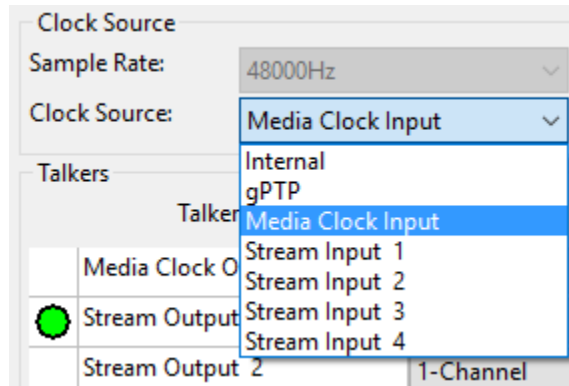 Clock Source
Sample Rate: 48000Hz
Clock Source: Media Clock Input
Internal
gPTP
Talkers
Media Clock Input
Talker
Stream Input 1
Media Clock O
Stream Input 2
Stream Input 3
Stream Output
Stream Input 4
Stream Output 2 1-Channel